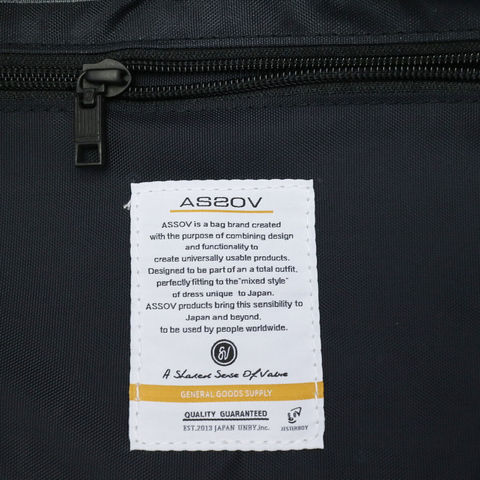 ASSOV
ASSOV is a bag brand created
with the purpose of combining design
and functionality to
create universally usable products.
Designed to be part of an a total outfit,
perfectly fitting to the "mixed style"
of dress unique to Japan.
ASSOV products bring this sensibility to
Japan and beyond,
to be used by people worldwide.
A Shared Sense Of Value
GENERAL GOODS SUPPLY
QUALITY GUARANTEED
EST.2013 JAPAN UNBY,inc.